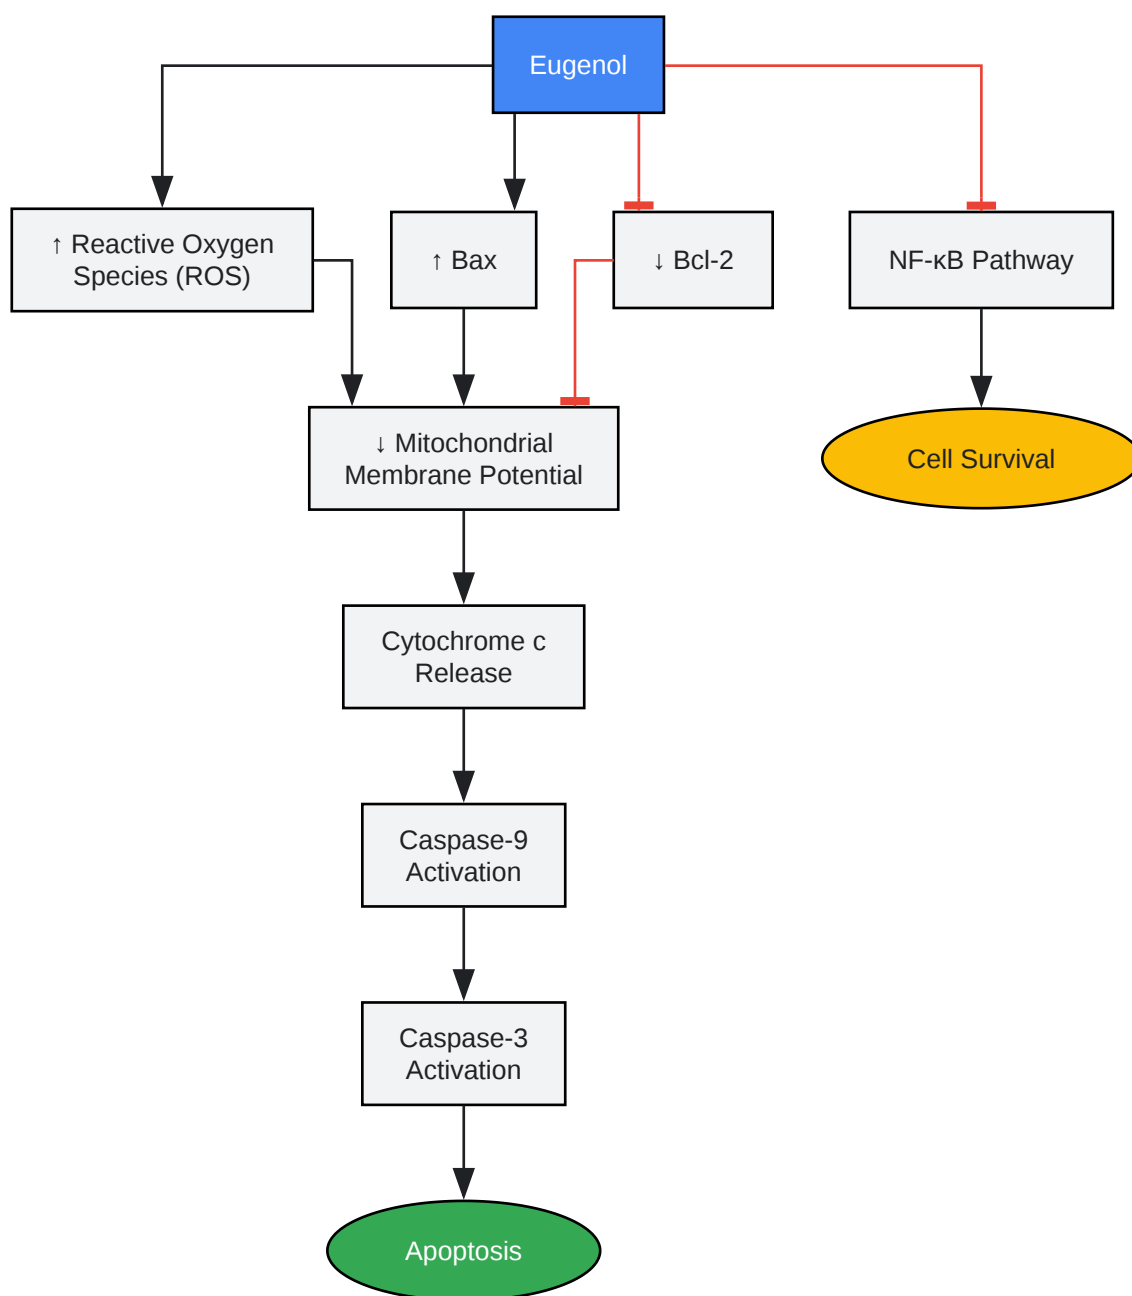 Eugenol
↑ Reactive Oxygen
Species (ROS)
↑ Bax
↓ Bcl-2
NF-κB Pathway
↓ Mitochondrial
Membrane Potential
Cell Survival
Cytochrome c
Release
Caspase-9
Activation
Caspase-3
Activation
Apoptosis